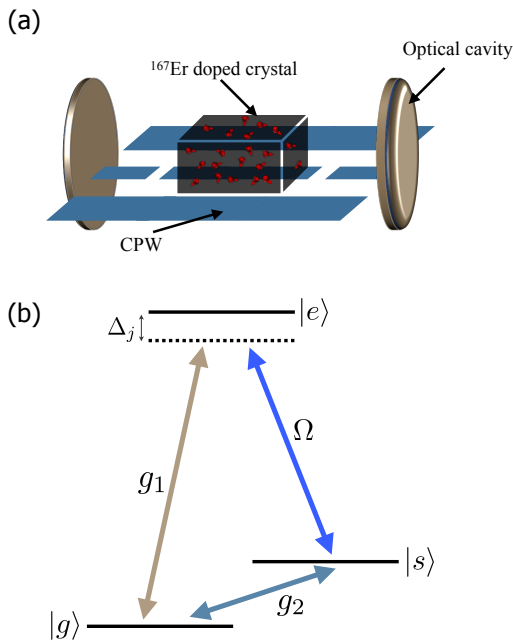 (a)
Optical cavity
¹⁶⁷Er doped crystal
CPW
(b)
|e⟩
Δⱼ
Ω
g₁
|s⟩
g₂
|g⟩